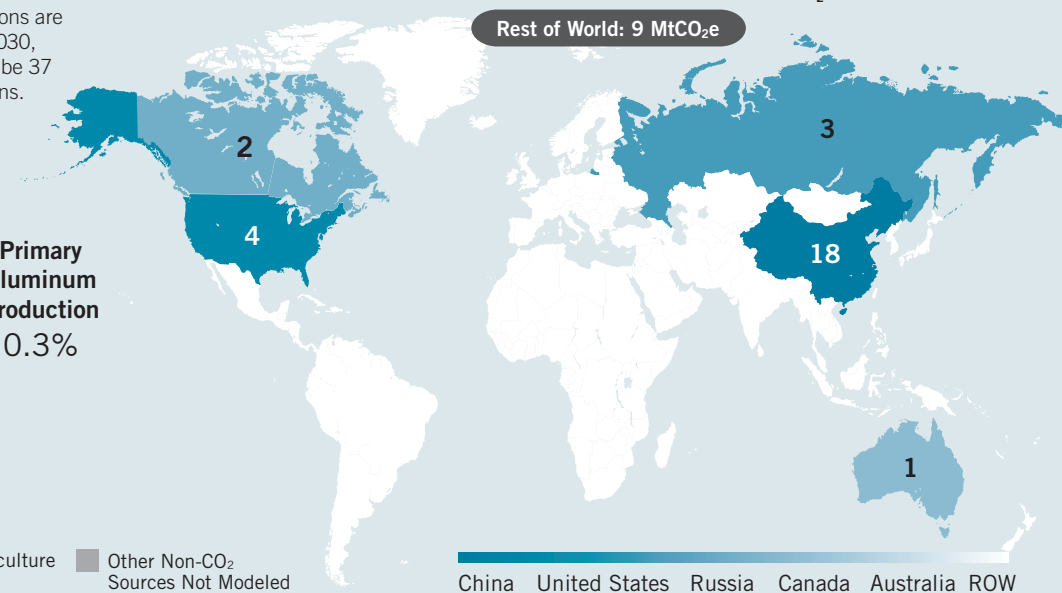 ons are
030,
be 37
ns.
Rest of World: 9 MtCO₂e
2
4
3
18
1
Primary
luminum
roduction
0.3%
culture
Other Non-CO₂
Sources Not Modeled
China United States Russia Canada Australia ROW